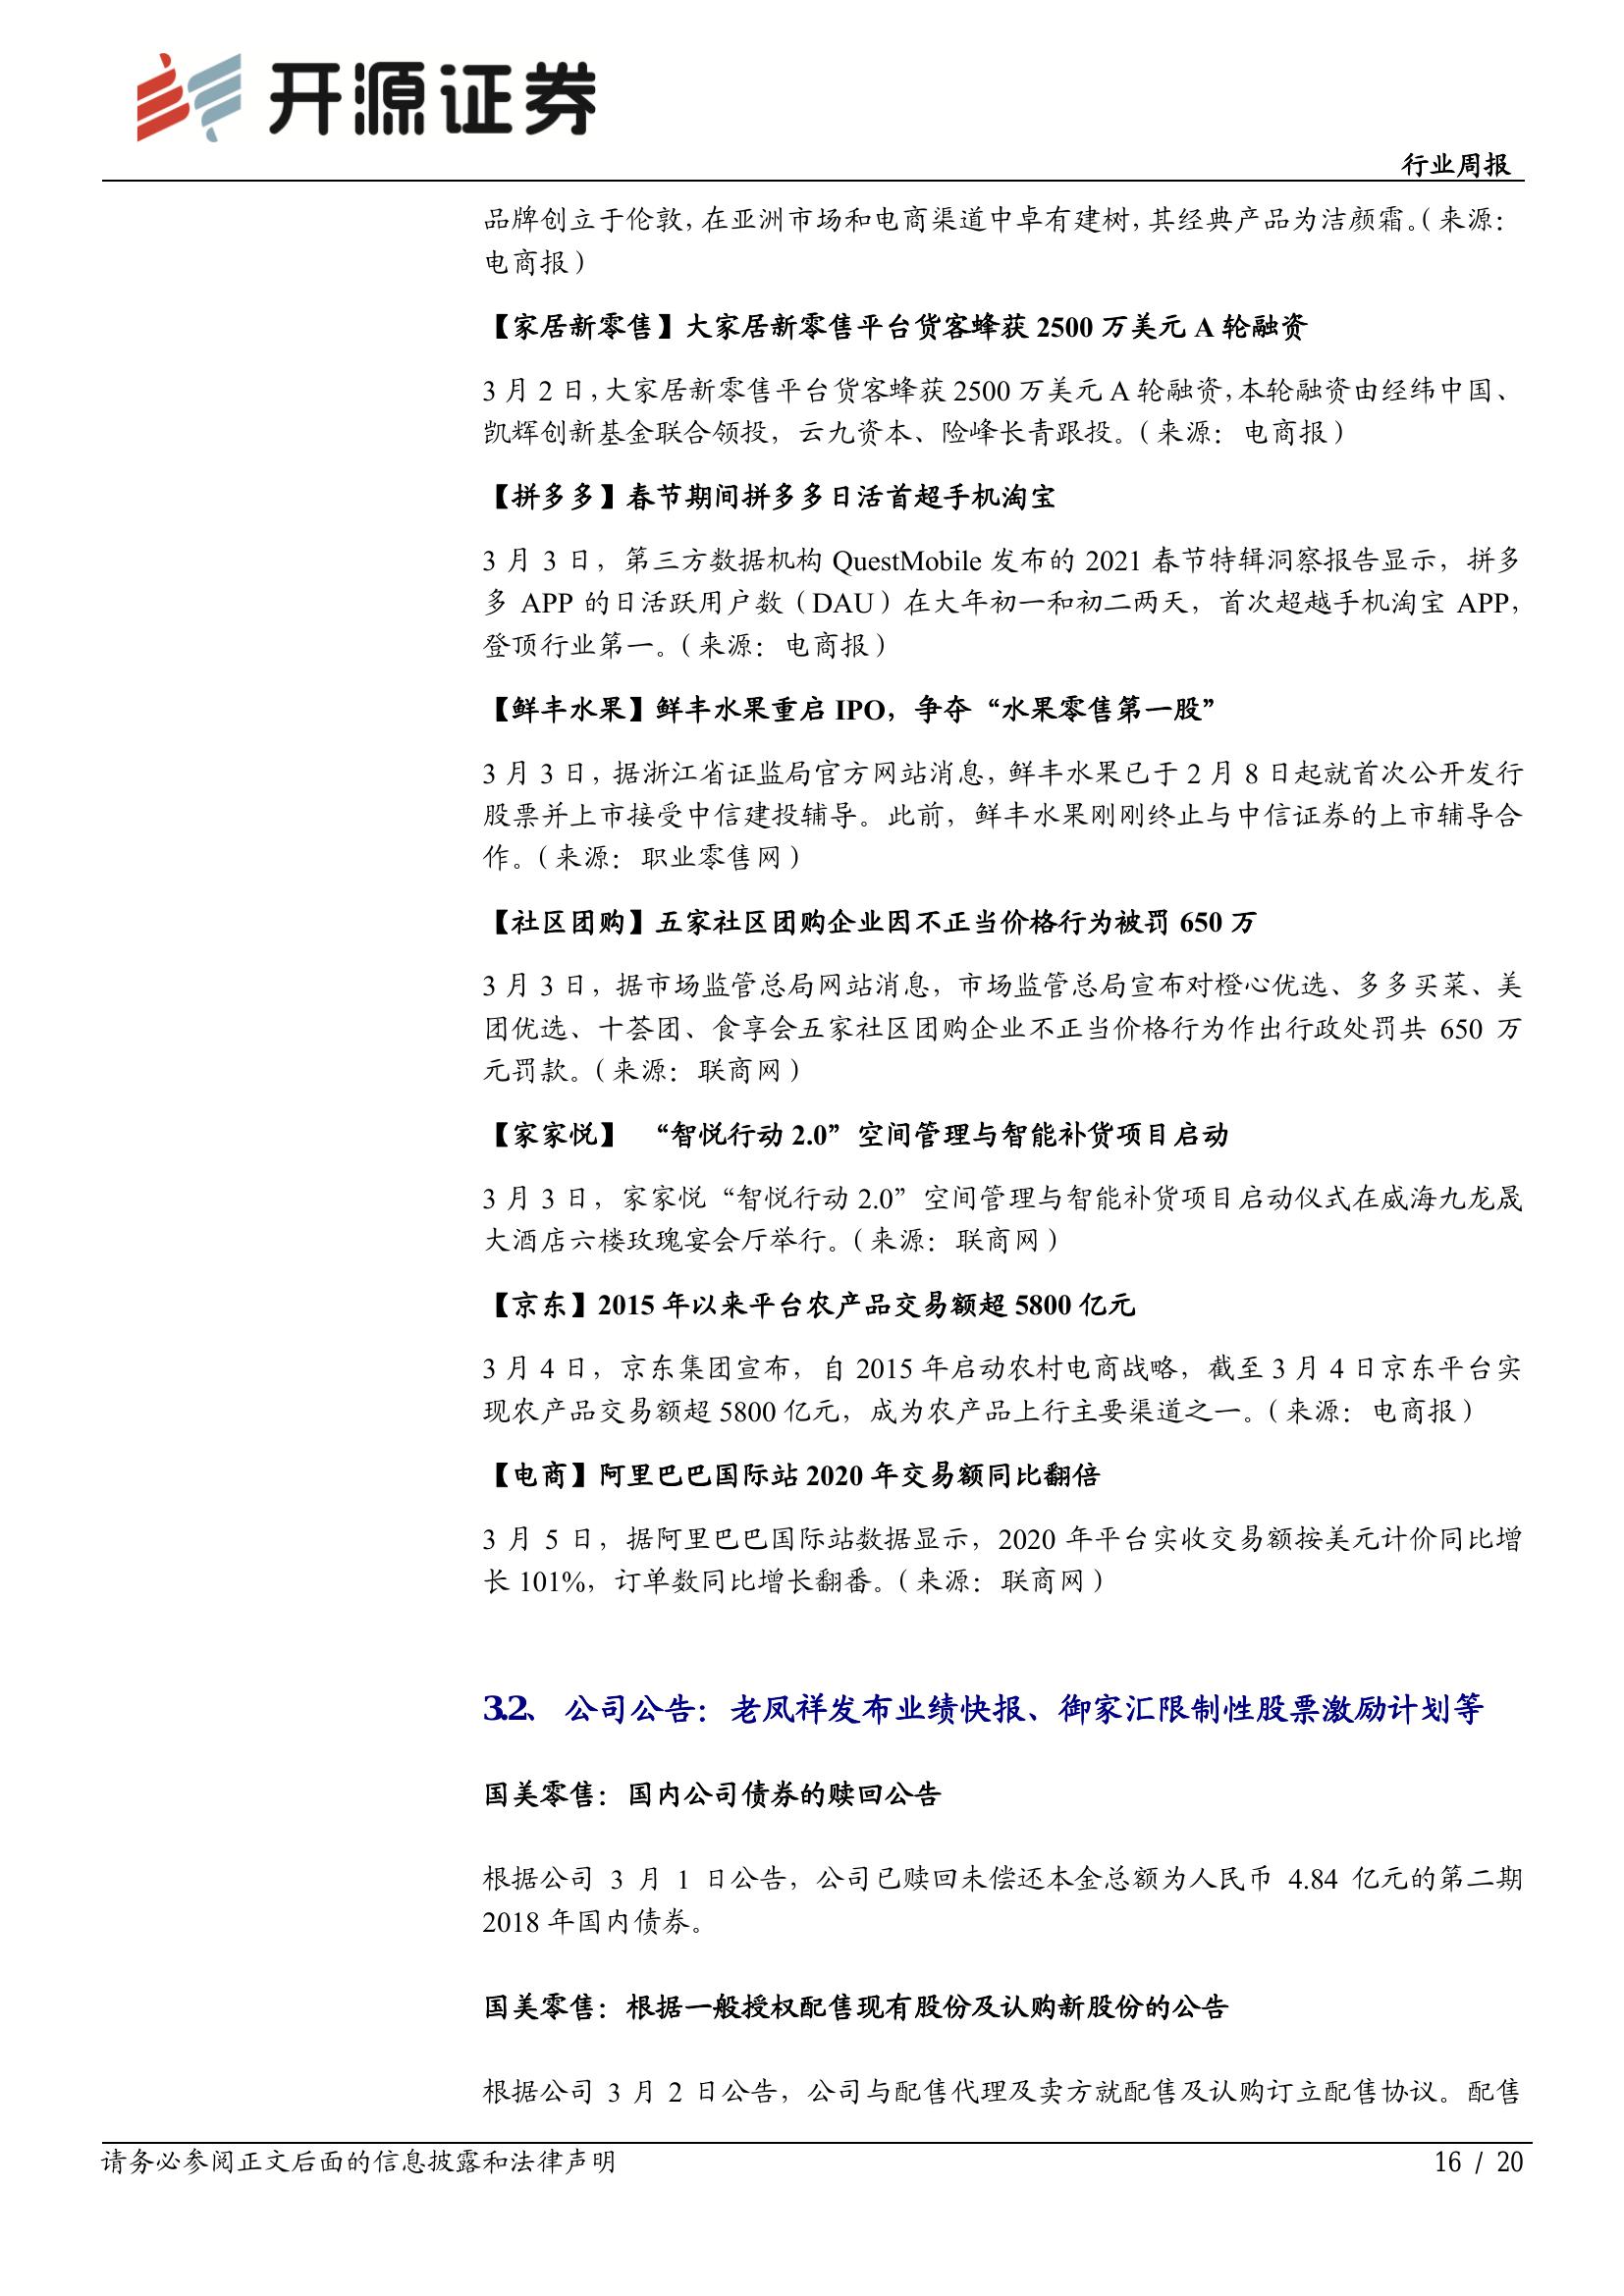 开源证券
行业周报
品牌创立于伦敦，在亚洲市场和电商渠道中卓有建树，其经典产品为洁颜霜。（来源：
电商报）
【家居新零售】大家居新零售平台货客蜂获 2500 万美元 A 轮融资
3 月 2 日，大家居新零售平台货客蜂获 2500 万美元 A 轮融资，本轮融资由经纬中国、
凯辉创新基金联合领投，云九资本、险峰长青跟投。（来源：电商报）
【拼多多】春节期间拼多多日活首超手机淘宝
3 月 3 日，第三方数据机构 QuestMobile 发布的 2021 春节特辑洞察报告显示，拼多
多 APP 的日活跃用户数（DAU）在大年初一和初二两天，首次超越手机淘宝 APP，
登顶行业第一。（来源：电商报）
【鲜丰水果】鲜丰水果重启 IPO，争夺“水果零售第一股”
3 月 3 日，据浙江省证监局官方网站消息，鲜丰水果已于 2 月 8 日起就首次公开发行
股票并上市接受中信建投辅导。此前，鲜丰水果刚刚终止与中信证券的上市辅导合
作。（来源：职业零售网）
【社区团购】五家社区团购企业因不正当价格行为被罚 650 万
3 月 3 日，据市场监管总局网站消息，市场监管总局宣布对橙心优选、多多买菜、美
团优选、十荟团、食享会五家社区团购企业不正当价格行为作出行政处罚共 650 万
元罚款。（来源：联商网）
【家家悦】 “智悦行动 2.0”空间管理与智能补货项目启动
3 月 3 日，家家悦“智悦行动 2.0”空间管理与智能补货项目启动仪式在威海九龙晟
大酒店六楼玫瑰宴会厅举行。（来源：联商网）
【京东】2015 年以来平台农产品交易额超 5800 亿元
3 月 4 日，京东集团宣布，自 2015 年启动农村电商战略，截至 3 月 4 日京东平台实
现农产品交易额超 5800 亿元，成为农产品上行主要渠道之一。（来源：电商报）
【电商】阿里巴巴国际站 2020 年交易额同比翻倍
3 月 5 日，据阿里巴巴国际站数据显示，2020 年平台实收交易额按美元计价同比增
长 101%，订单数同比增长翻番。（来源：联商网）
3.2、 公司公告：老凤祥发布业绩快报、御家汇限制性股票激励计划等
国美零售：国内公司债券的赎回公告
根据公司 3 月 1 日公告，公司已赎回未偿还本金总额为人民币 4.84 亿元的第二期
2018 年国内债券。
国美零售：根据一般授权配售现有股份及认购新股份的公告
根据公司 3 月 2 日公告，公司与配售代理及卖方就配售及认购订立配售协议。配售
请务必参阅正文后面的信息披露和法律声明
16 / 20